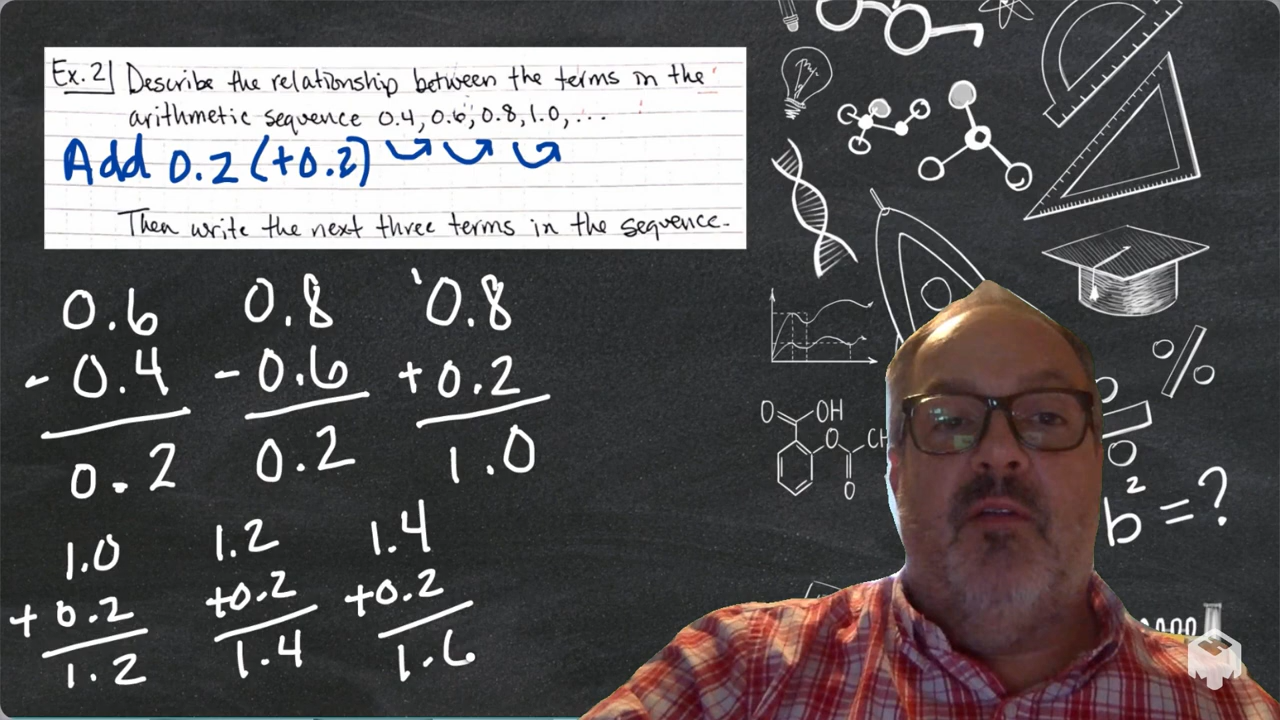 Ex. 2 Describe the relationship between the terms in the
arithmetic sequence 0.4, 0.6, 0.8, 1.0, ...
Add 0.2 (+0.2)
Then write the next three terms in the sequence.
0.6
- 0.4
0.2
0.8
- 0.6
0.2
0.8
+ 0.2
1.0
1.0
+ 0.2
1.2
1.2
+0.2
1.4
1.4
+0.2
1.6
O OH
O CH
O
%
b² = ?